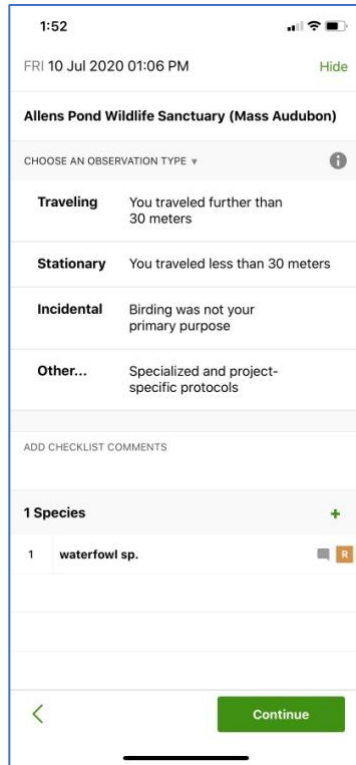 1:52
FRI 10 Jul 2020 01:06 PM Hide
Allens Pond Wildlife Sanctuary (Mass Audubon)
CHOOSE AN OBSERVATION TYPE ▼ i
Traveling You traveled further than
30 meters
Stationary You traveled less than 30 meters
Incidental Birding was not your
primary purpose
Other... Specialized and project-
specific protocols
ADD CHECKLIST COMMENTS
1 Species +
1 waterfowl sp. R
Continue